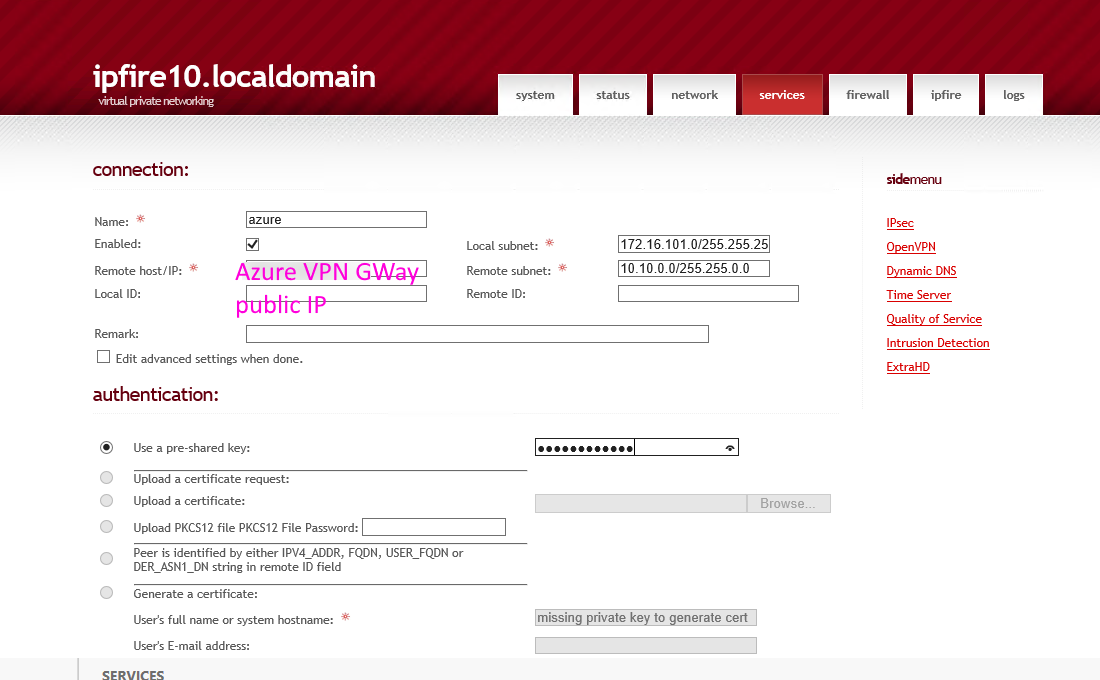 ipfire10.localdomain
virtual private networking
system status network services firewall ipfire logs
connection:
Name: *
azure
Enabled:
Local subnet: *
172.16.101.0/255.255.25
Remote host/IP: *
Azure VPN GWay
public IP
Remote subnet: *
10.10.0.0/255.255.0.0
Local ID:
Remote ID:
Remark:
Edit advanced settings when done.
authentication:
Use a pre-shared key:
●●●●●●●●●●●●
Upload a certificate request:
Upload a certificate:
Browse...
Upload PKCS12 file PKCS12 File Password:
Peer is identified by either IPV4_ADDR, FQDN, USER_FQDN or
DER_ASN1_DN string in remote ID field
Generate a certificate:
User's full name or system hostname: *
missing private key to generate cert
User's E-mail address:
SERVICES
sidemenu
IPsec
OpenVPN
Dynamic DNS
Time Server
Quality of Service
Intrusion Detection
ExtraHD